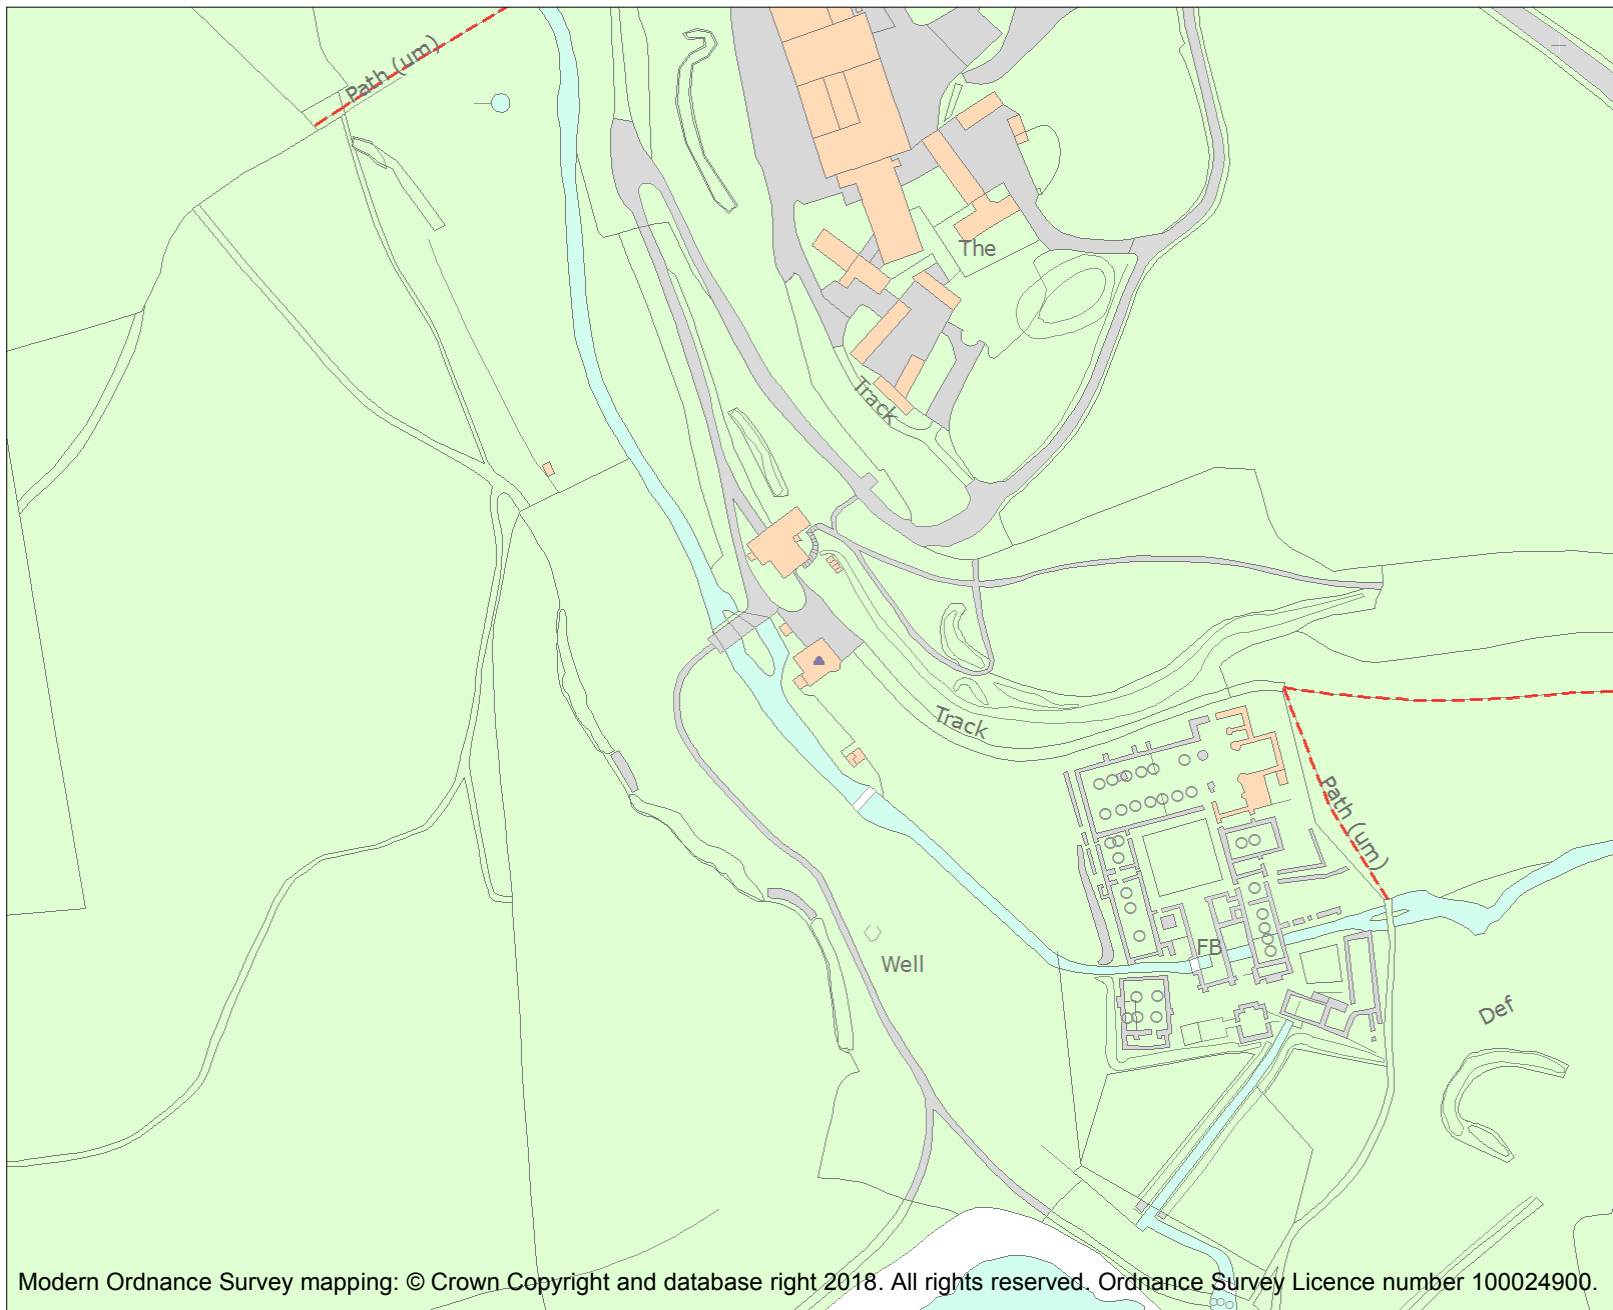 Path (um)
The
Track
Track
Path (um)
FB
Well
Def
Modern Ordnance Survey mapping: © Crown Copyright and database right 2018. All rights reserved. Ordnance Survey Licence number 100024900.